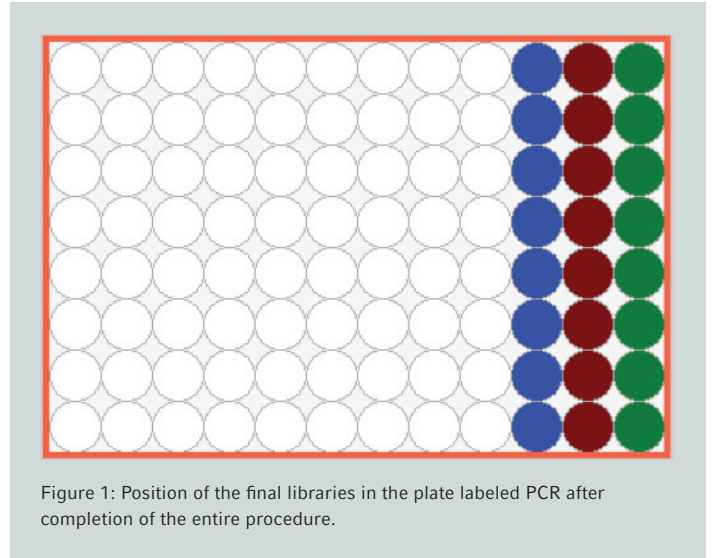 Figure 1: Position of the final libraries in the plate labeled PCR after
completion of the entire procedure.